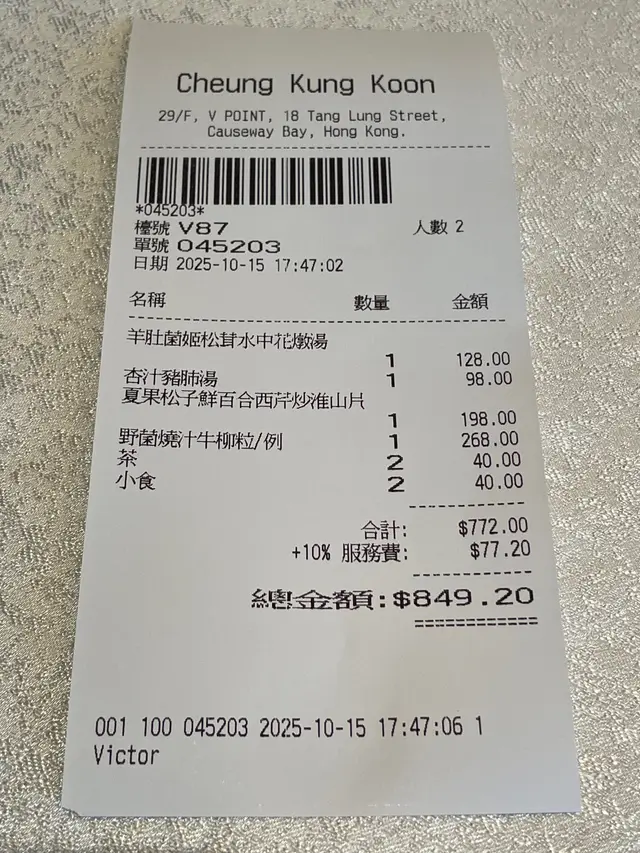 Cheung Kung Koon
29/F, V POINT, 18 Tang Lung Street,
Causeway Bay, Hong Kong.
*045203*
檯號 V87 人數 2
單號 045203
日期 2025-10-15 17:47:02
名稱 數量 金額
羊肚菌姬松茸水中花燉湯
1 128.00
杏汁豬肺湯 1 98.00
夏果松子鮮百合西芹炒淮山片
1 198.00
野菌燒汁牛柳粒/例 1 268.00
茶 2 40.00
小食 2 40.00
合計: $772.00
+10% 服務費: $77.20
總金額:$849.20
001 100 045203 2025-10-15 17:47:06 1
Victor